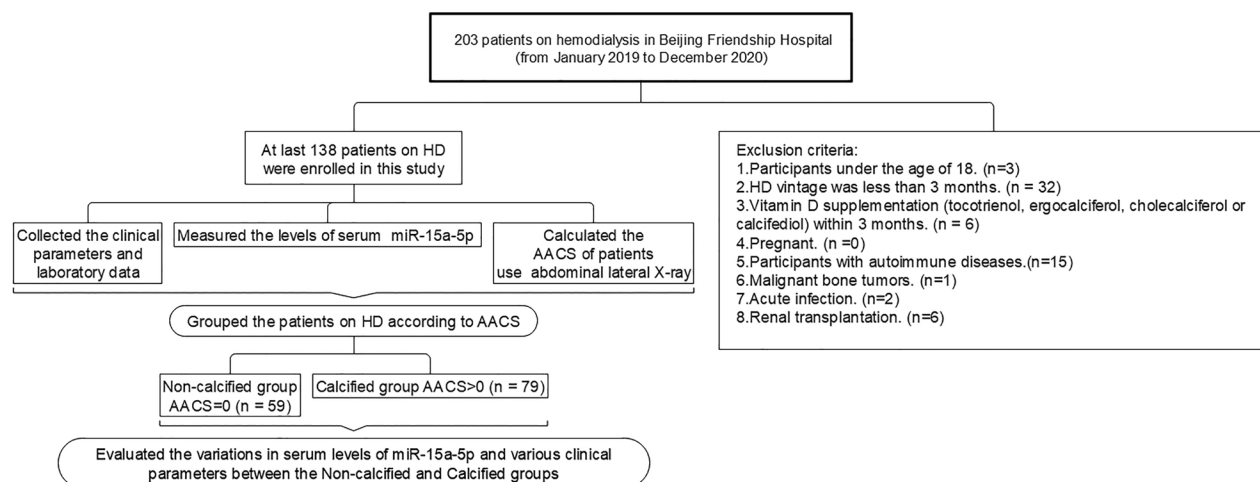 203 patients on hemodialysis in Beijing Friendship Hospital
(from January 2019 to December 2020)
At last 138 patients on HD
were enrolled in this study
Exclusion criteria:
1.Participants under the age of 18. (n=3)
2.HD vintage was less than 3 months. (n = 32)
3.Vitamin D supplementation (tocotrienol, ergocalciferol, cholecalciferol or
calcifediol) within 3 months. (n = 6)
4.Pregnant. (n =0)
5.Participants with autoimmune diseases.(n=15)
6.Malignant bone tumors. (n=1)
7.Acute infection. (n=2)
8.Renal transplantation. (n=6)
Collected the clinical
parameters and
laboratory data
Measured the levels of serum miR-15a-5p
Calculated the
AACS of patients
use abdominal lateral X-ray
Grouped the patients on HD according to AACS
Non-calcified group
AACS=0 (n = 59)
Calcified group AACS>0 (n = 79)
Evaluated the variations in serum levels of miR-15a-5p and various clinical
parameters between the Non-calcified and Calcified groups